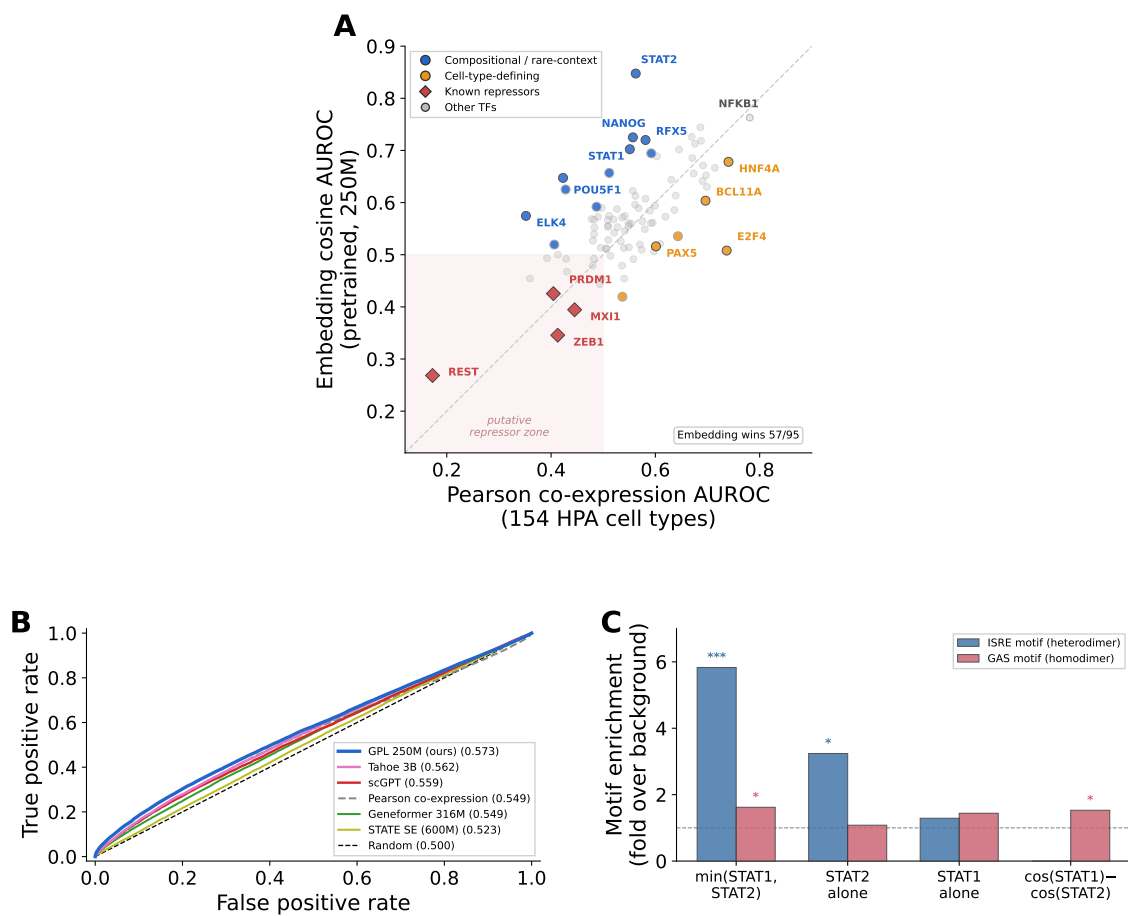 A
0.9
0.8
0.7
0.6
0.5
0.4
0.3
0.2
Embedding cosine AUROC
(pretrained, 250M)
Compositional / rare-context
Cell-type-defining
Known repressors
Other TFs
STAT2
NFKB1
NANOG
RFX5
STAT1
HNF4A
POU5F1
BCL11A
ELK4
E2F4
PAX5
PRDM1
MXI1
ZEB1
REST
putative
repressor zone
Embedding wins 57/95
0.2
0.4
0.6
0.8
Pearson co-expression AUROC
(154 HPA cell types)
B
1.0
0.8
0.6
0.4
0.2
0.0
True positive rate
GPL 250M (ours) (0.573)
Tahoe 3B (0.562)
scGPT (0.559)
Pearson co-expression (0.549)
Geneformer 316M (0.549)
STATE SE (600M) (0.523)
Random (0.500)
0.0
0.2
0.4
0.6
0.8
1.0
False positive rate
C
6
4
2
0
Motif enrichment
(fold over background)
ISRE motif (heterodimer)
GAS motif (homodimer)
***
*
*
*
min(STAT1,
STAT2)
STAT2
alone
STAT1
alone
cos(STAT1)−
cos(STAT2)